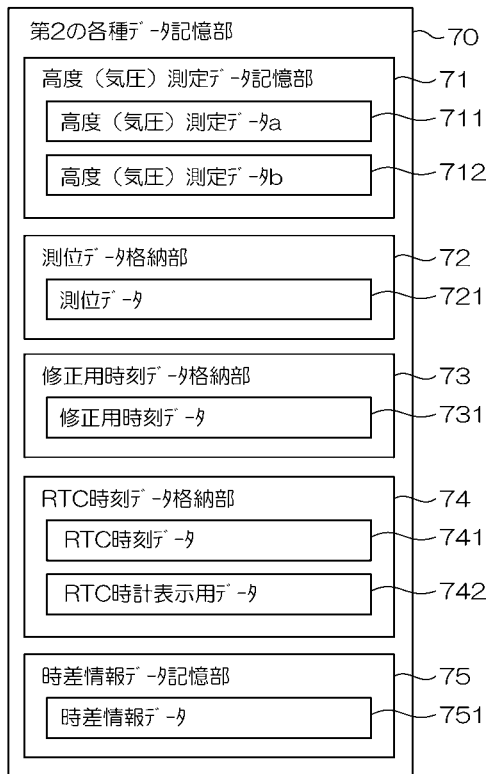 第2の各種ﾃﾞｰﾀ記憶部 70
高度（気圧）測定ﾃﾞｰﾀ記憶部 71
高度（気圧）測定ﾃﾞｰﾀa 711
高度（気圧）測定ﾃﾞｰﾀb 712
測位ﾃﾞｰﾀ格納部 72
測位ﾃﾞｰﾀ 721
修正用時刻ﾃﾞｰﾀ格納部 73
修正用時刻ﾃﾞｰﾀ 731
RTC時刻ﾃﾞｰﾀ格納部 74
RTC時刻ﾃﾞｰﾀ 741
RTC時計表示用ﾃﾞｰﾀ 742
時差情報ﾃﾞｰﾀ記憶部 75
時差情報ﾃﾞｰﾀ 751